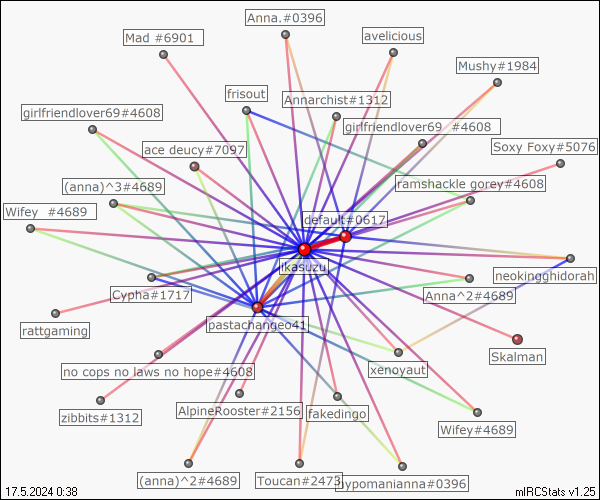 Anna.#0396
Mad #6901
avelicious
Mushy#1984
frisout
Annarchist#1312
girlfriendlover69#4608
girlfriendlover69 #4608
Soxy Foxy#5076
ace deucy#7097
(anna)^3#4689
ramshackle gorey#4608
Wifey #4689
default#0617
ikasuzu
neokingghidorah
Cypha#1717
Anna^2#4689
pastachangeo41
rattgaming
Skalman
no cops no laws no hope#4608
xenoyaut
zibbits#1312
AlpineRooster#2156
fakedingo
Wifey#4689
(anna)^2#4689
Toucan#2473
hypomanianna#0396
17.5.2024 0:38
mIRCStats v1.25